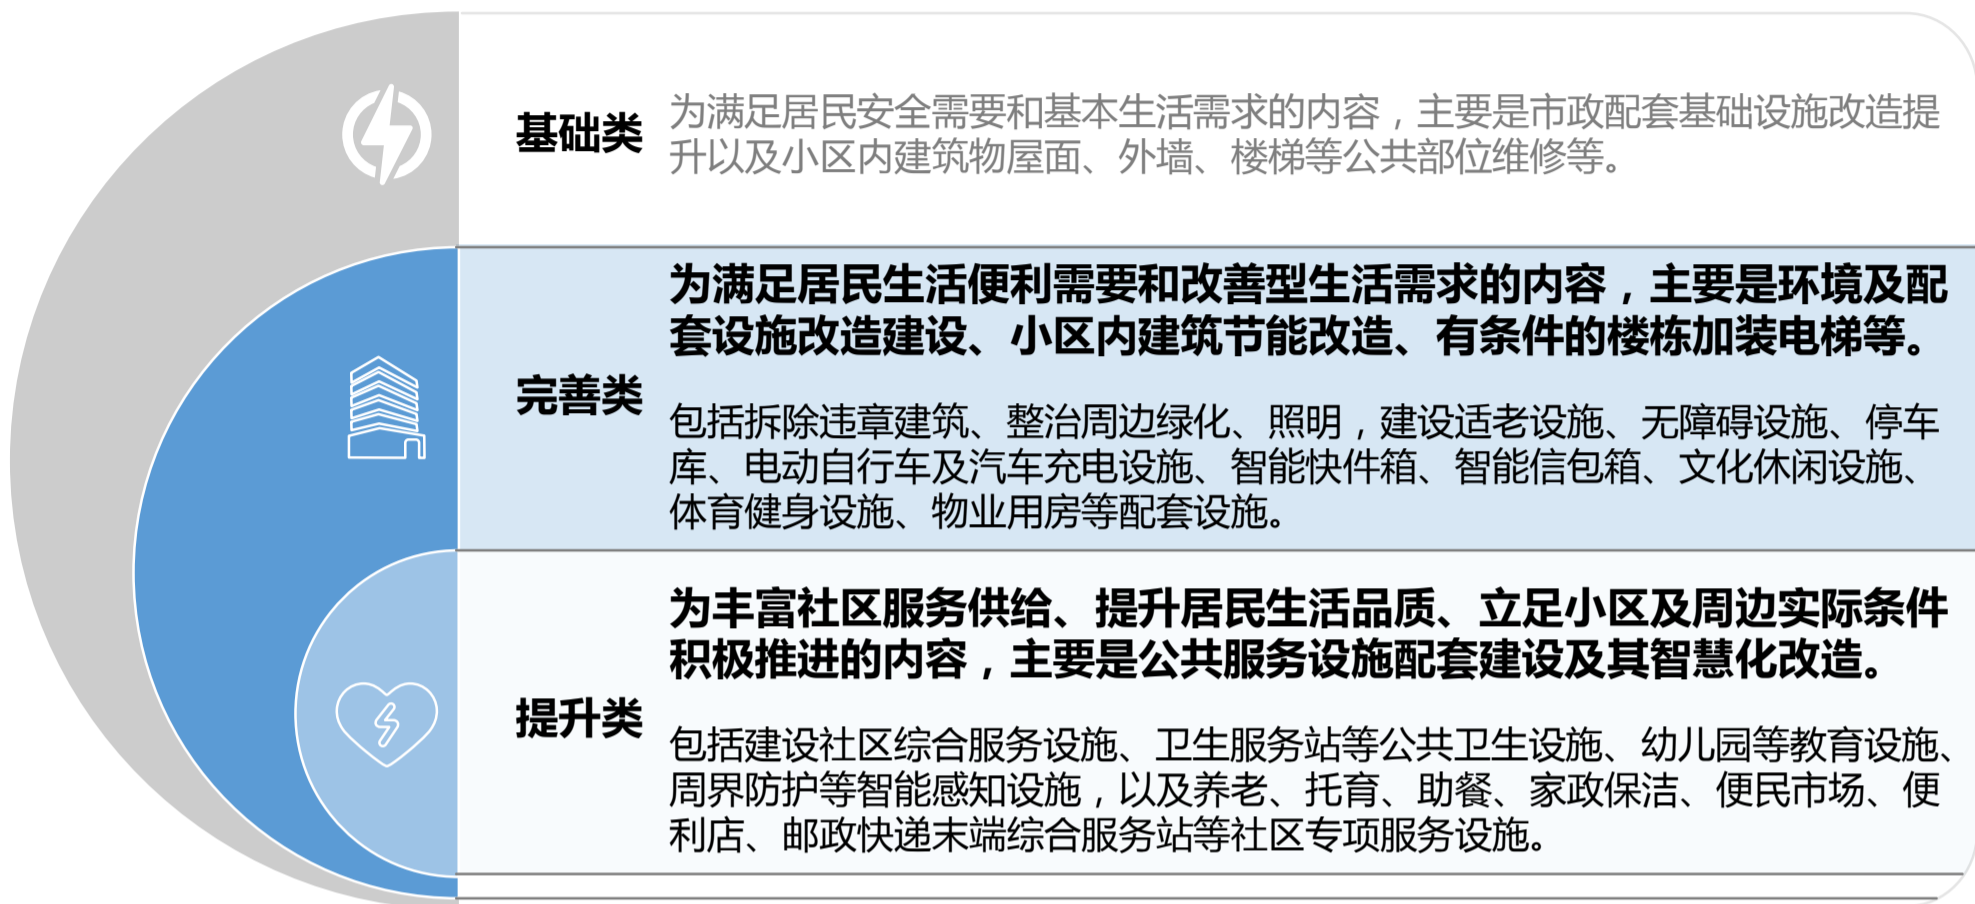 基础类
为满足居民安全需要和基本生活需求的内容，主要是市政配套基础设施改造提
升以及小区内建筑物屋面、外墙、楼梯等公共部位维修等。
完善类
为满足居民生活便利需要和改善型生活需求的内容，主要是环境及配
套设施改造建设、小区内建筑节能改造、有条件的楼栋加装电梯等。
包括拆除违章建筑、整治周边绿化、照明，建设适老设施、无障碍设施、停车
库、电动自行车及汽车充电设施、智能快件箱、智能信包箱、文化休闲设施、
体育健身设施、物业用房等配套设施。
提升类
为丰富社区服务供给、提升居民生活品质、立足小区及周边实际条件
积极推进的内容，主要是公共服务设施配套建设及其智慧化改造。
包括建设社区综合服务设施、卫生服务站等公共卫生设施、幼儿园等教育设施、
周界防护等智能感知设施，以及养老、托育、助餐、家政保洁、便民市场、便
利店、邮政快递末端综合服务站等社区专项服务设施。